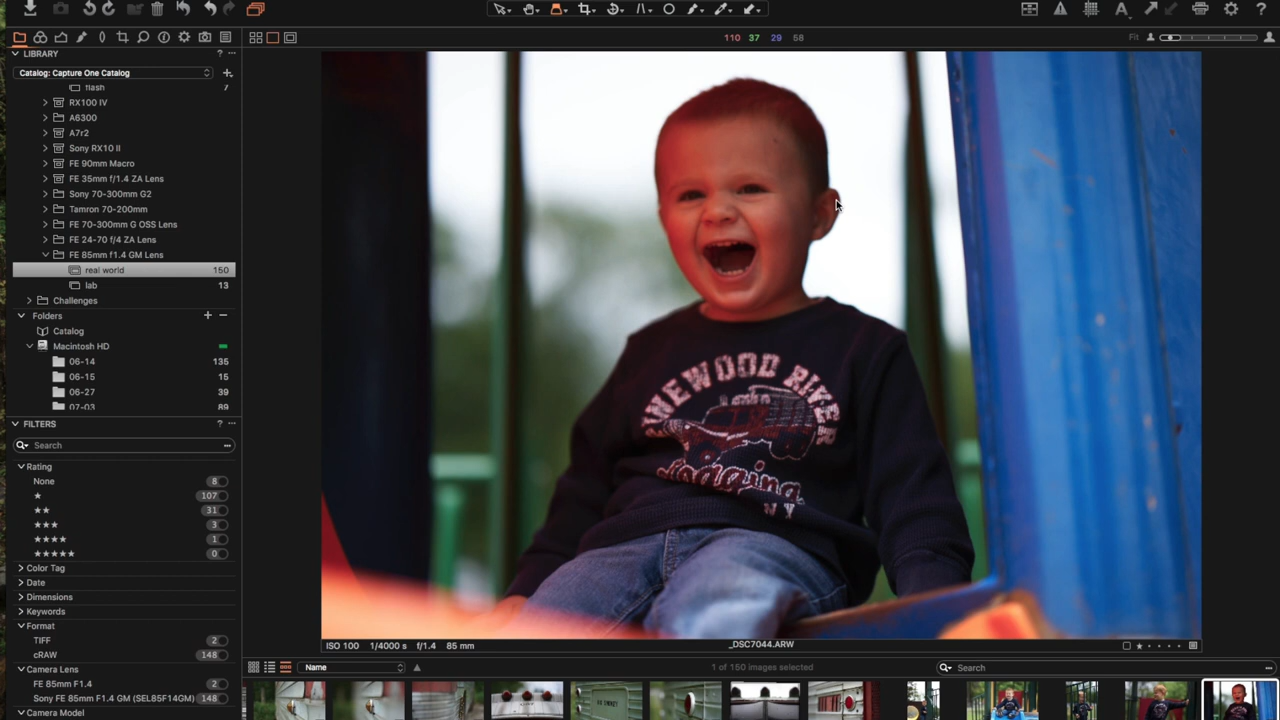 110 37 29 58
Fit
LIBRARY
? ...
Catalog: Capture One Catalog
flash 7
RX100 IV
A6300
A7r2
Sony RX10 II
FE 90mm Macro
FE 35mm f/1.4 ZA Lens
Sony 70-300mm G2
Tamron 70-200mm
FE 70-300mm G OSS Lens
FE 24-70 f/4 ZA Lens
FE 85mm f1.4 GM Lens
real world 150
lab 13
Challenges
Folders
Catalog
Macintosh HD
06-14 135
06-15 15
06-27 39
07-03 89
FILTERS
? ...
Search
Rating
None 8
★ 107
★★ 31
★★★ 3
★★★★ 1
★★★★★ 0
Color Tag
Date
Dimensions
Keywords
Format
TIFF 2
cRAW 148
Camera Lens
FE 85mm F1.4 2
Sony FE 85mm F1.4 GM (SEL85F14GM) 148
Camera Model
RIVER
Logging
NY
ISO 100 1/4000 s f/1.4 85 mm
_DSC7044.ARW
Name
1 of 150 images selected
Search